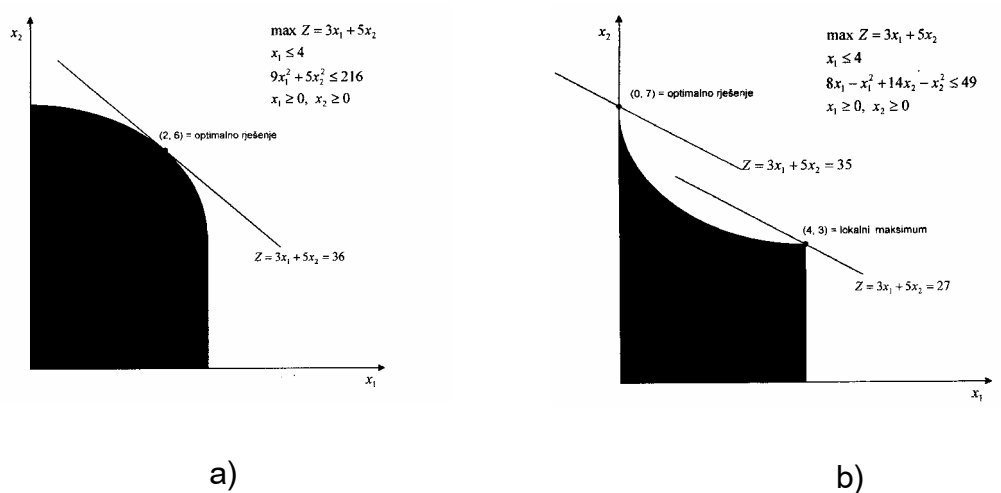 x₂
max Z = 3x₁ + 5x₂
x₁ ≤ 4
9x₁² + 5x₂² ≤ 216
x₁ ≥ 0, x₂ ≥ 0
(2, 6) = optimalno rješenje
Z = 3x₁ + 5x₂ = 36
x₁
a)
x₂
max Z = 3x₁ + 5x₂
x₁ ≤ 4
8x₁ − x₁² + 14x₂ − x₂² ≤ 49
x₁ ≥ 0, x₂ ≥ 0
(0, 7) = optimalno rješenje
Z = 3x₁ + 5x₂ = 35
(4, 3) = lokalni maksimum
Z = 3x₁ + 5x₂ = 27
x₁
b)